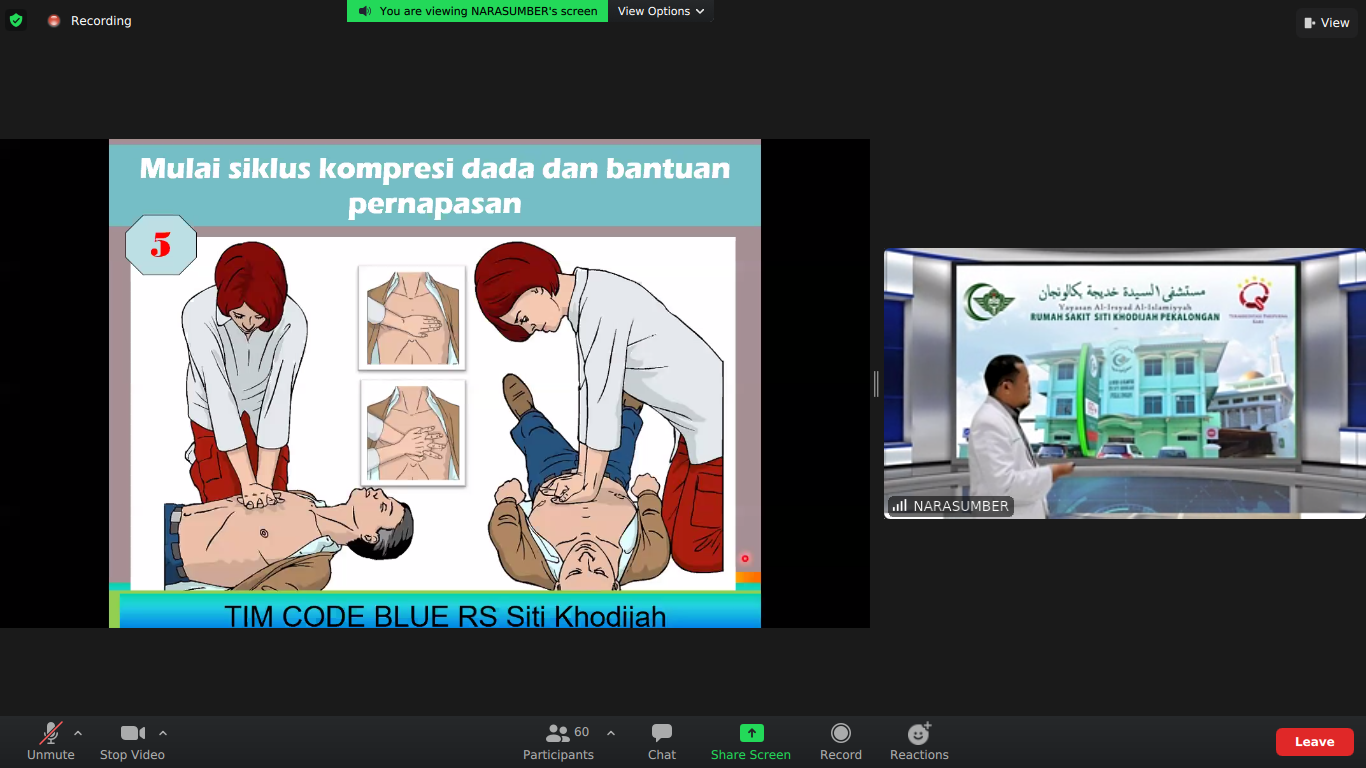 Recording
You are viewing NARASUMBER's screen
View Options
View
Mulai siklus kompresi dada dan bantuan
pernapasan
5
TIM CODE BLUE RS Siti Khodijah
مستشفى السيدة خديجة بكالونجان
Yayasan Al-Irsyad Al-Islamiyyah
RUMAH SAKIT SITI KHODIJAH PEKALONGAN
NARASUMBER
Unmute
Stop Video
60
Participants
Chat
Share Screen
Record
Reactions
Leave